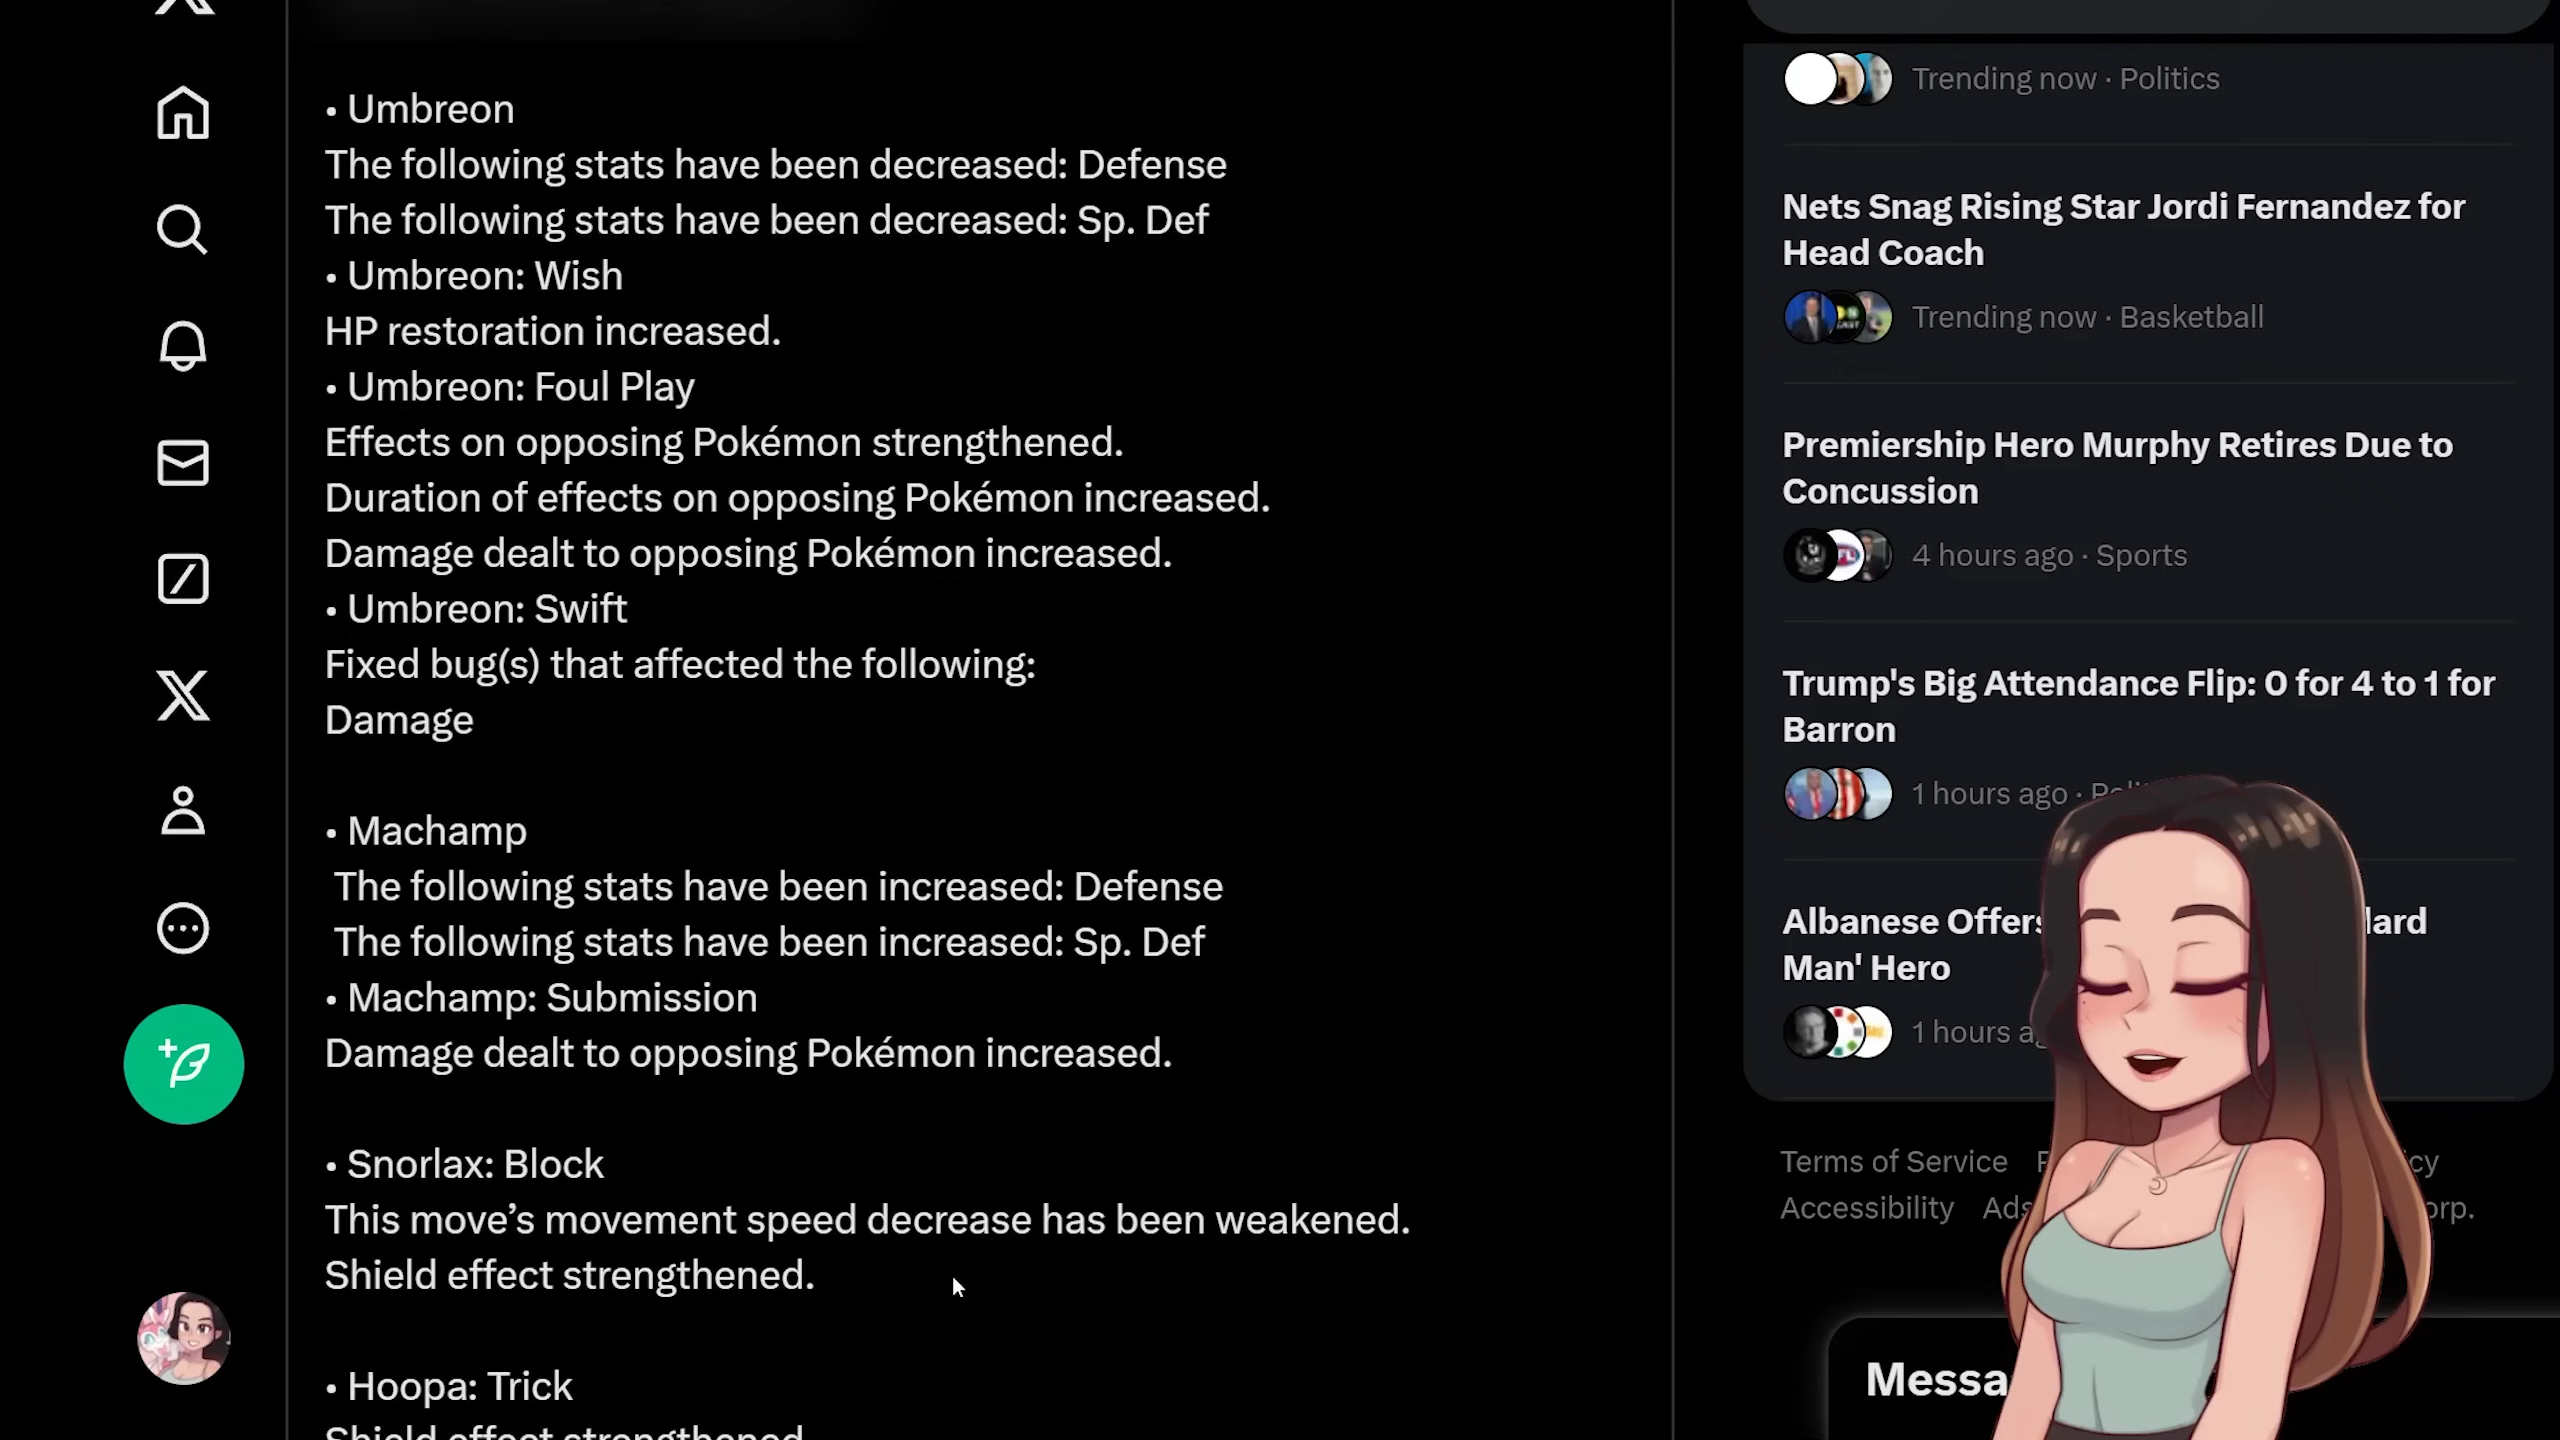 • Umbreon
The following stats have been decreased: Defense
The following stats have been decreased: Sp. Def
• Umbreon: Wish
HP restoration increased.
• Umbreon: Foul Play
Effects on opposing Pokémon strengthened.
Duration of effects on opposing Pokémon increased.
Damage dealt to opposing Pokémon increased.
• Umbreon: Swift
Fixed bug(s) that affected the following:
Damage
• Machamp
The following stats have been increased: Defense
The following stats have been increased: Sp. Def
• Machamp: Submission
Damage dealt to opposing Pokémon increased.
• Snorlax: Block
This move’s movement speed decrease has been weakened.
Shield effect strengthened.
• Hoopa: Trick
Shield effect strengthened
Trending now · Politics
Nets Snag Rising Star Jordi Fernandez for
Head Coach
Trending now · Basketball
Premiership Hero Murphy Retires Due to
Concussion
4 hours ago · Sports
Trump's Big Attendance Flip: 0 for 4 to 1 for
Barron
1 hours ago ·
Albanese Offers
Man' Hero
1 hours
Terms of Service
Accessibility Ads